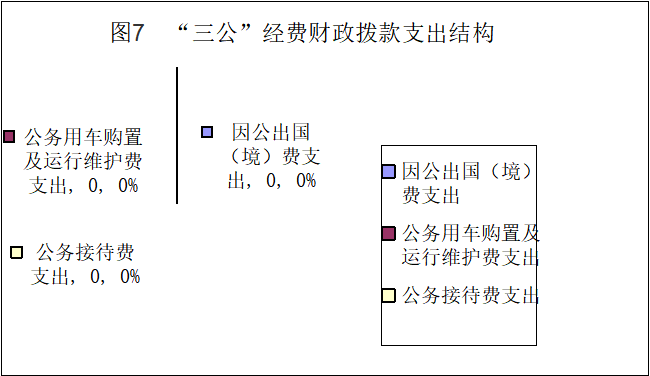 图7 “三公”经费财政拨款支出结构
公务用车购置
及运行维护费
支出, 0, 0%
因公出国
（境）费支
出, 0, 0%
公务接待费
支出, 0, 0%
因公出国（境）
费支出
公务用车购置及
运行维护费支出
公务接待费支出